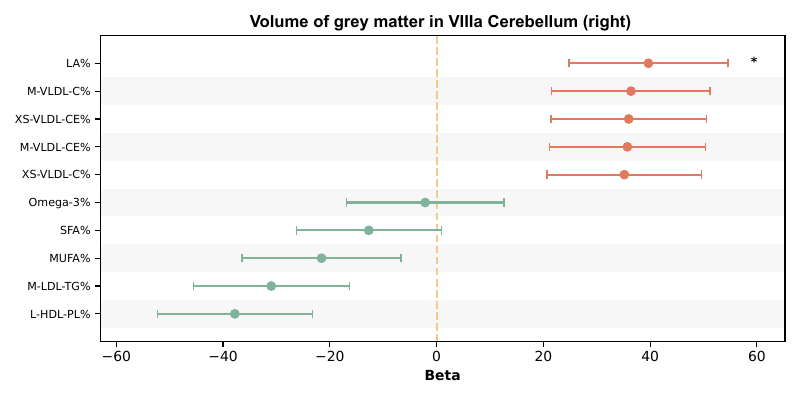 Volume of grey matter in VIIIa Cerebellum (right)
LA%
*
M-VLDL-C%
XS-VLDL-CE%
M-VLDL-CE%
XS-VLDL-C%
Omega-3%
SFA%
MUFA%
M-LDL-TG%
L-HDL-PL%
−60 −40 −20 0 20 40 60
Beta